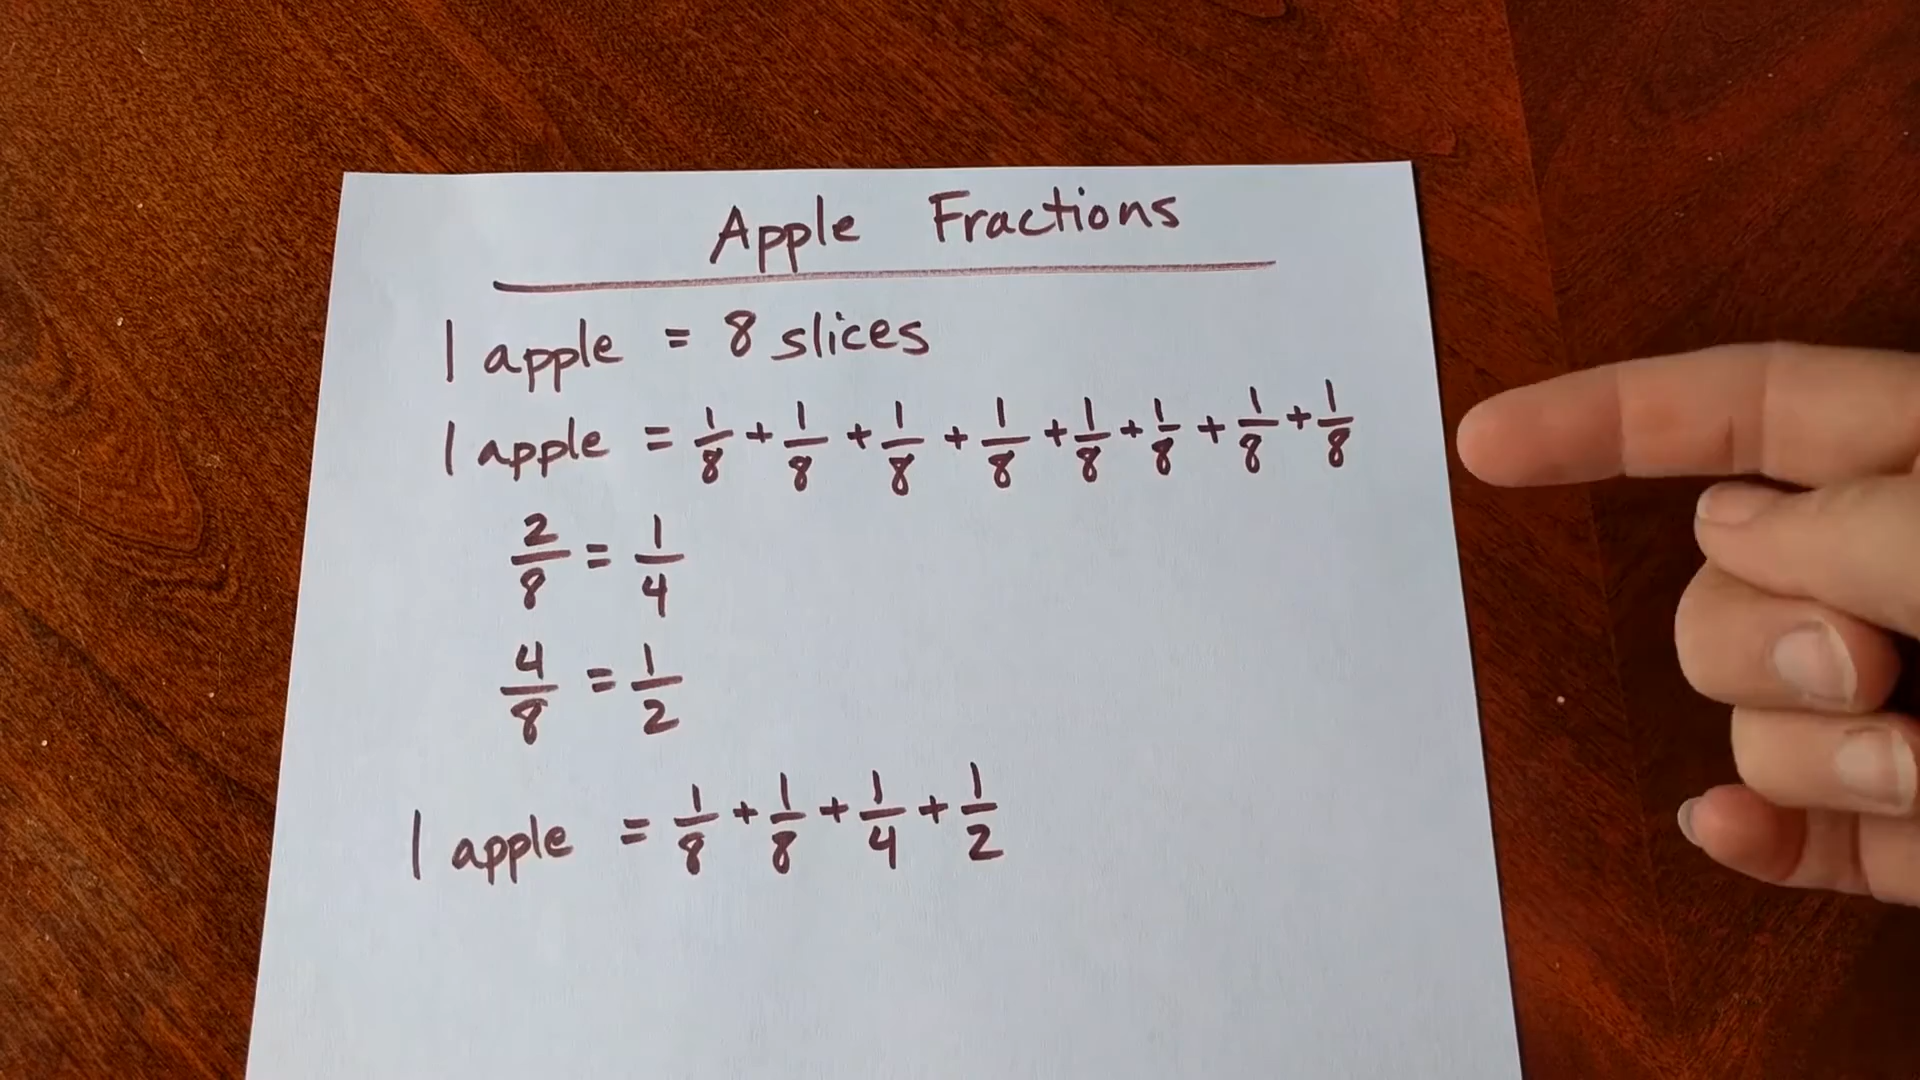 Apple Fractions
1 apple = 8 slices
1 apple = 1/8 + 1/8 + 1/8 + 1/8 + 1/8 + 1/8 + 1/8 + 1/8
2/8 = 1/4
4/8 = 1/2
1 apple = 1/8 + 1/8 + 1/4 + 1/2